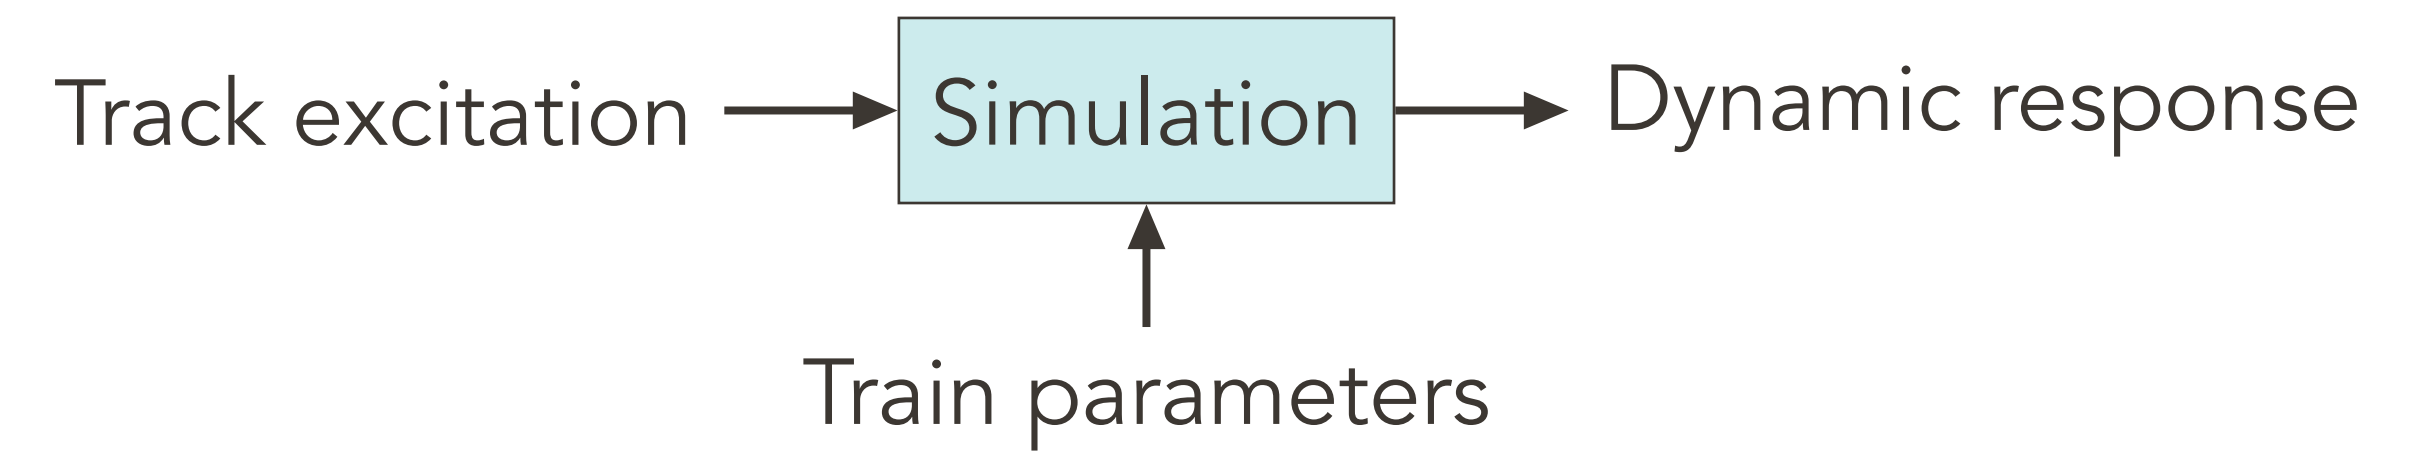 Track excitation
Simulation
Dynamic response
Train parameters